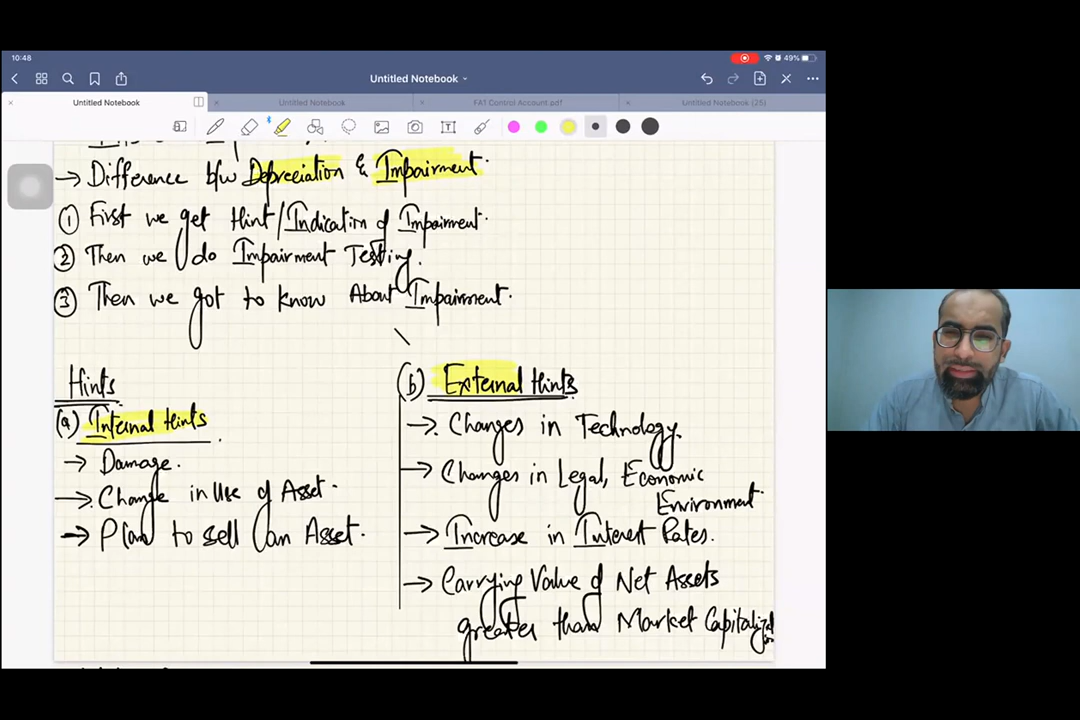 10:48
49%
Untitled Notebook
Untitled Notebook
Untitled Notebook
FA1 Control Account.pdf
Untitled Notebook (25)
→ Difference b/w Depreciation & Impairment.
① First we get Hint/Indication of Impairment.
② Then we do Impairment Testing.
③ Then we got to know About Impairment.
Hints
(a) Internal Hints
→ Damage.
→ Change in Use of Asset.
→ Plan to sell an Asset.
(b) External Hints
→ Changes in Technology.
→ Changes in Legal, Economic
Environment.
→ Increase in Interest Rates.
→ Carrying Value of Net Assets
greater than Market Capitalization